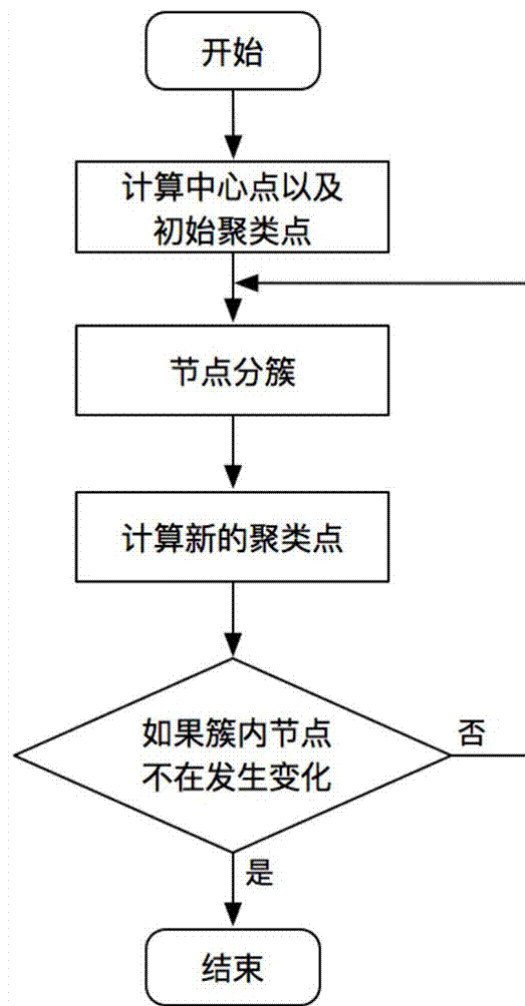 开始
计算中心点以及
初始聚类点
节点分簇
计算新的聚类点
如果簇内节点
不在发生变化
否
是
结束